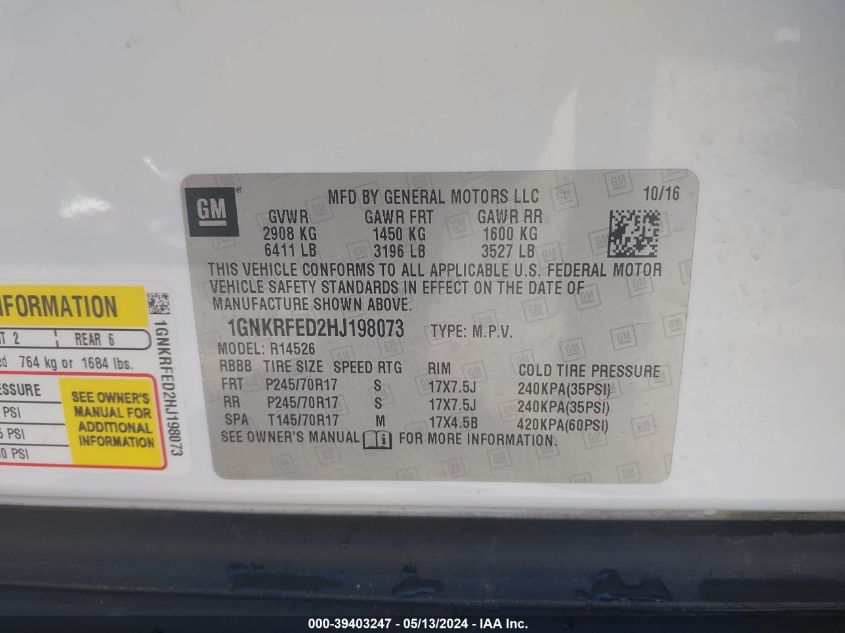 GM
MFD BY GENERAL MOTORS LLC 10/16
GVWR GAWR FRT GAWR RR
2908 KG 1450 KG 1600 KG
6411 LB 3196 LB 3527 LB
THIS VEHICLE CONFORMS TO ALL APPLICABLE U.S. FEDERAL MOTOR
VEHICLE SAFETY STANDARDS IN EFFECT ON THE DATE OF
MANUFACTURE SHOWN ABOVE.
1GNKRFED2HJ198073 TYPE: M.P.V.
MODEL: R14526
RBBB TIRE SIZE SPEED RTG RIM COLD TIRE PRESSURE
FRT P245/70R17 S 17X7.5J 240KPA(35PSI)
RR P245/70R17 S 17X7.5J 240KPA(35PSI)
SPA T145/70R17 M 17X4.5B 420KPA(60PSI)
SEE OWNER'S MANUAL FOR MORE INFORMATION.
FORMATION
2 REAR 6
764 kg or 1684 lbs.
SEE OWNER'S
MANUAL FOR
ADDITIONAL
INFORMATION
PSI
PSI
PSI
1GNKRFED2HJ198073
000-39403247 - 05/13/2024 - IAA Inc.